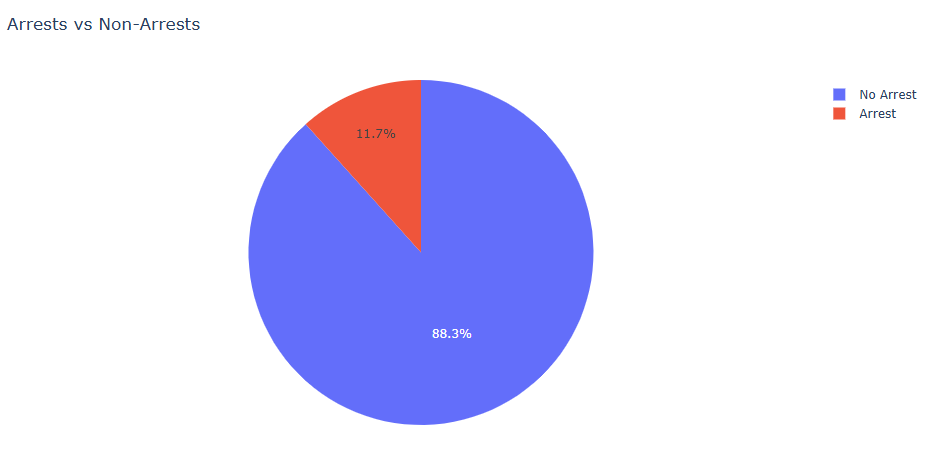 Arrests vs Non-Arrests
No Arrest
Arrest
11.7%
88.3%